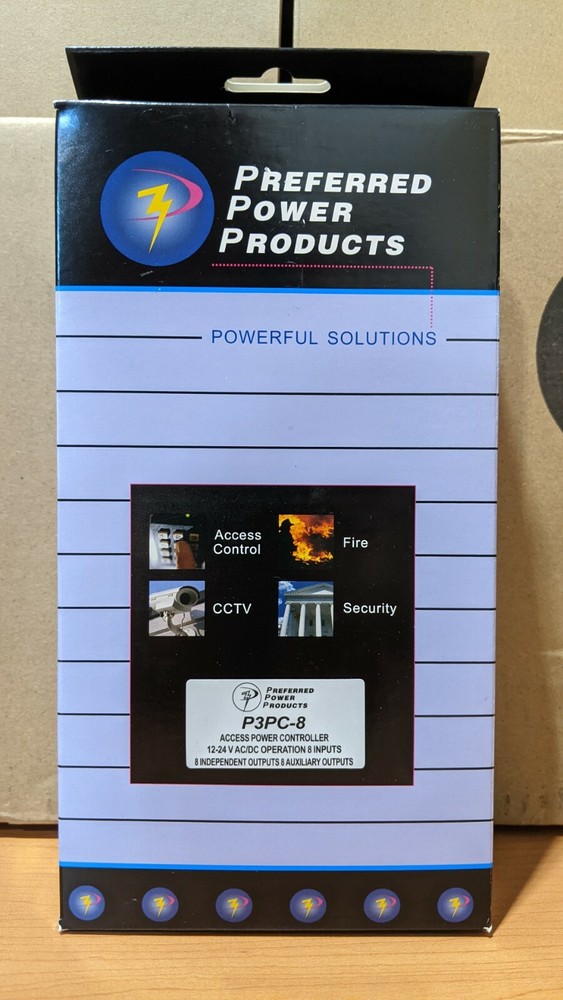 PREFERRED
POWER
PRODUCTS
POWERFUL SOLUTIONS
Access
Control
Fire
CCTV
Security
PREFERRED
POWER
PRODUCTS
P3PC-8
ACCESS POWER CONTROLLER
12-24 V AC/DC OPERATION 8 INPUTS
8 INDEPENDENT OUTPUTS 8 AUXILIARY OUTPUTS